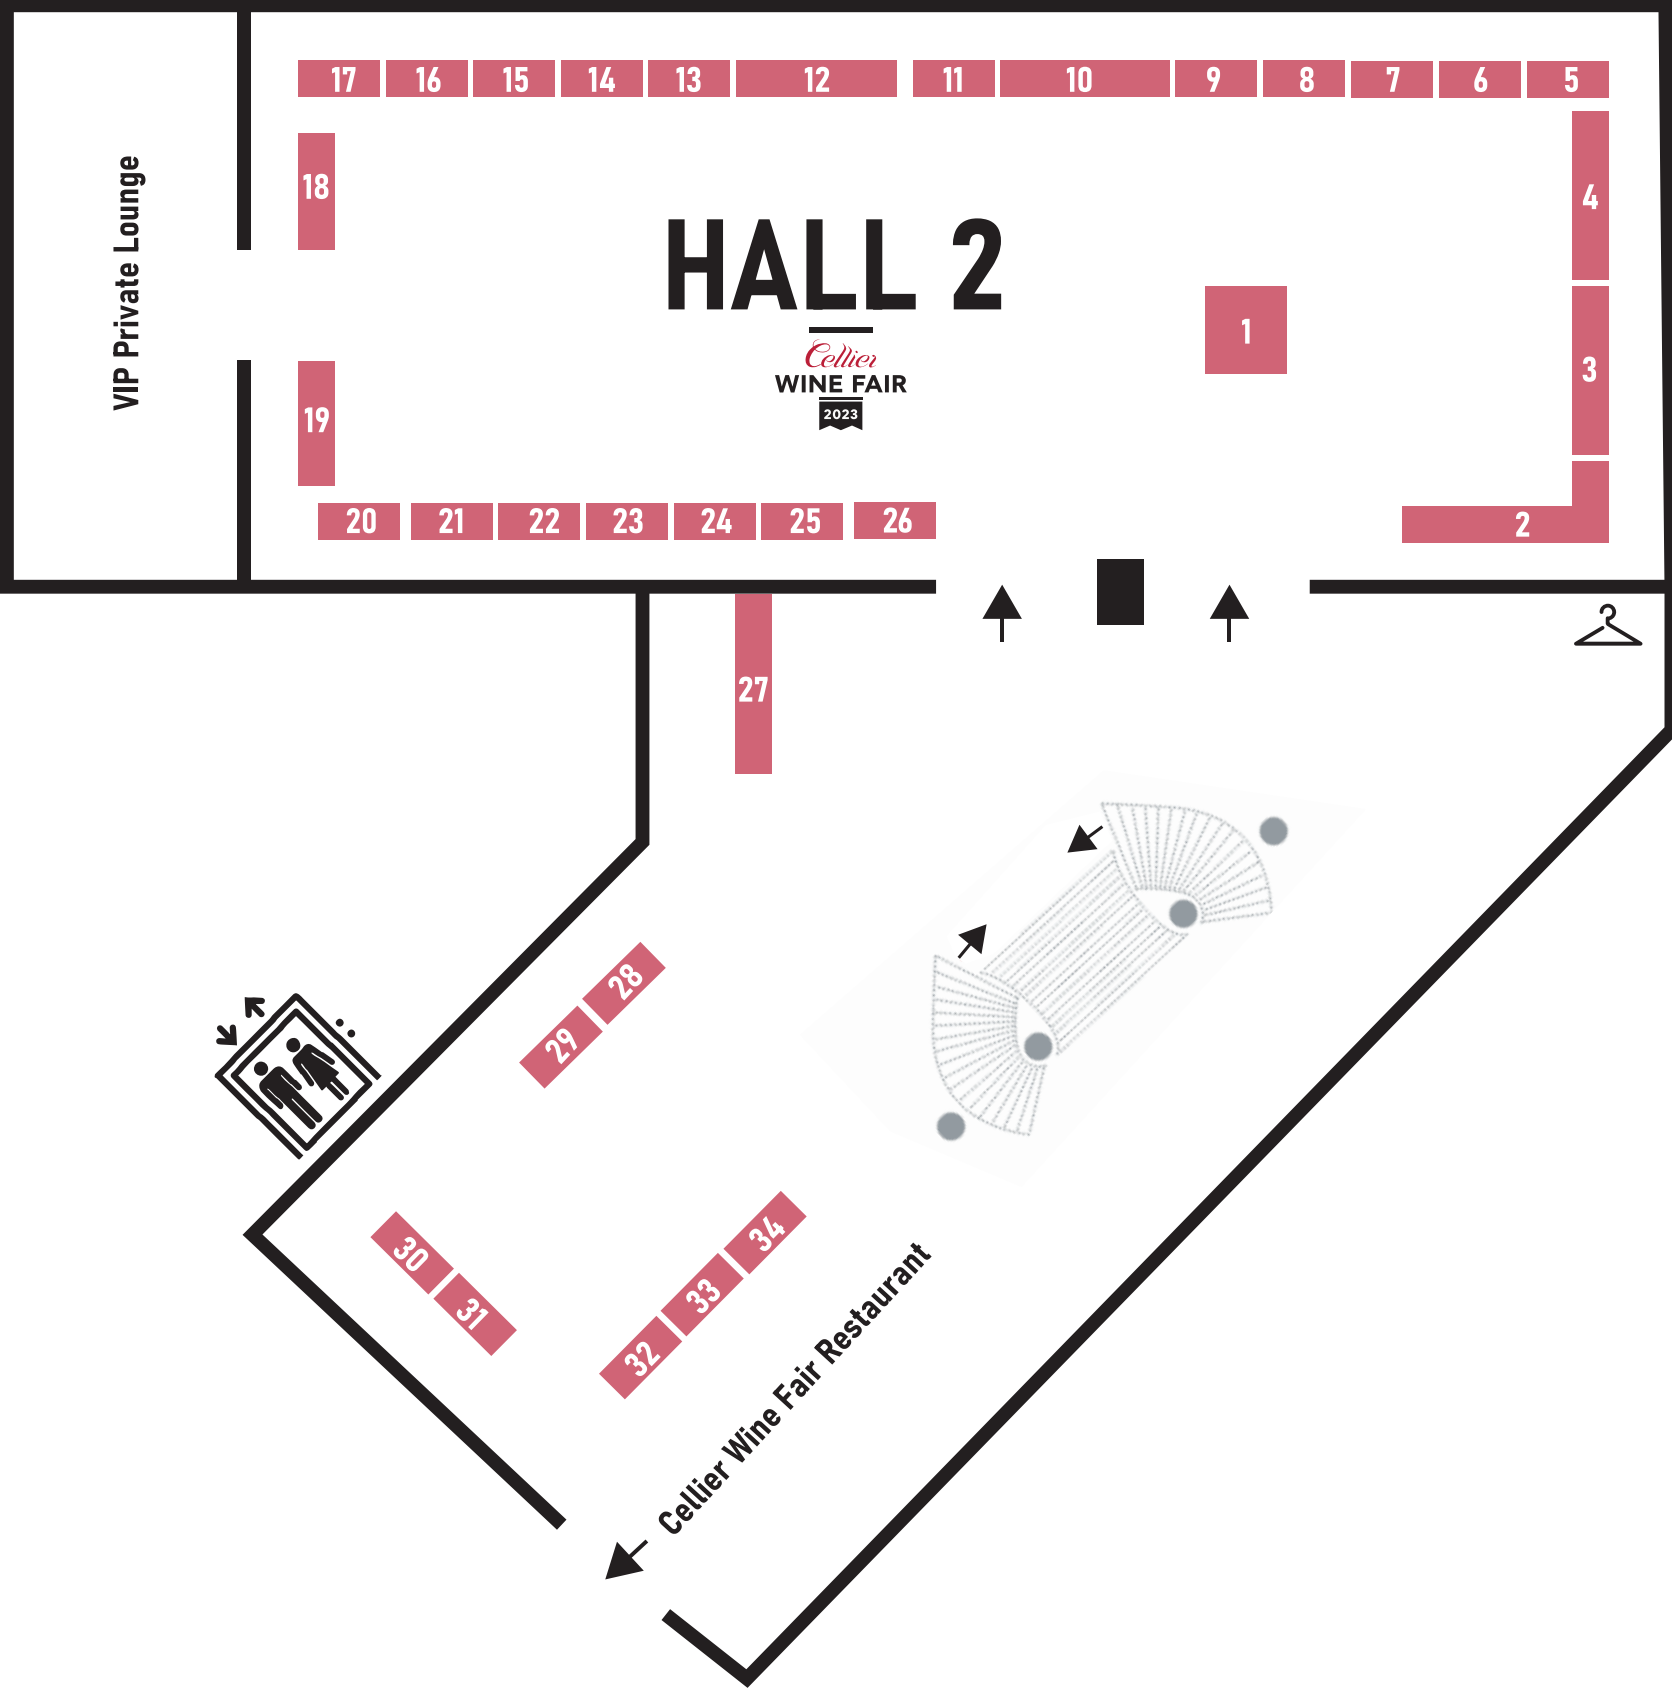 17 16 15 14 13 12 11 10 9 8 7 6 5
18
4
VIP Private Lounge
HALL 2
1
Cellier
WINE FAIR
2023
3
19
20 21 22 23 24 25 26
2
27
28
29
30
31
34
33
32
Cellier Wine Fair Restaurant